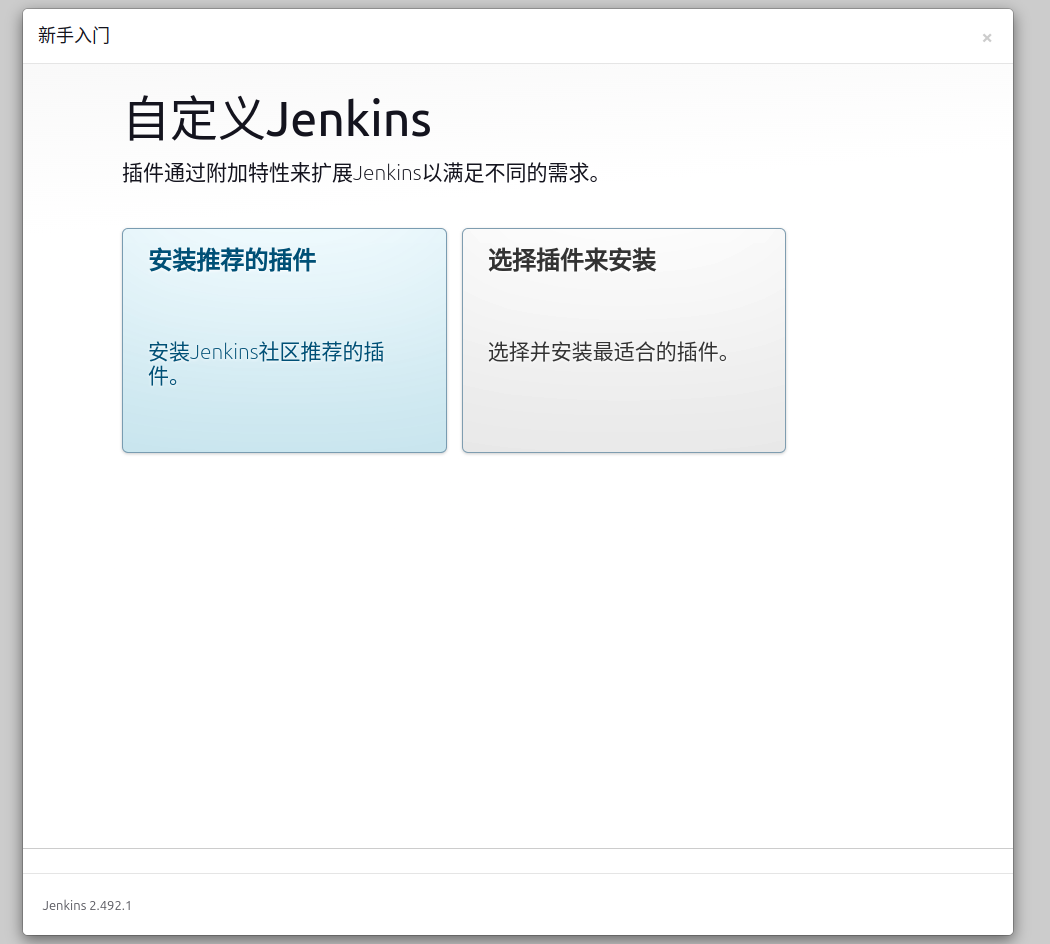 新手入门
×
自定义Jenkins
插件通过附加特性来扩展Jenkins以满足不同的需求。
安装推荐的插件
安装Jenkins社区推荐的插
件。
选择插件来安装
选择并安装最适合的插件。
Jenkins 2.492.1